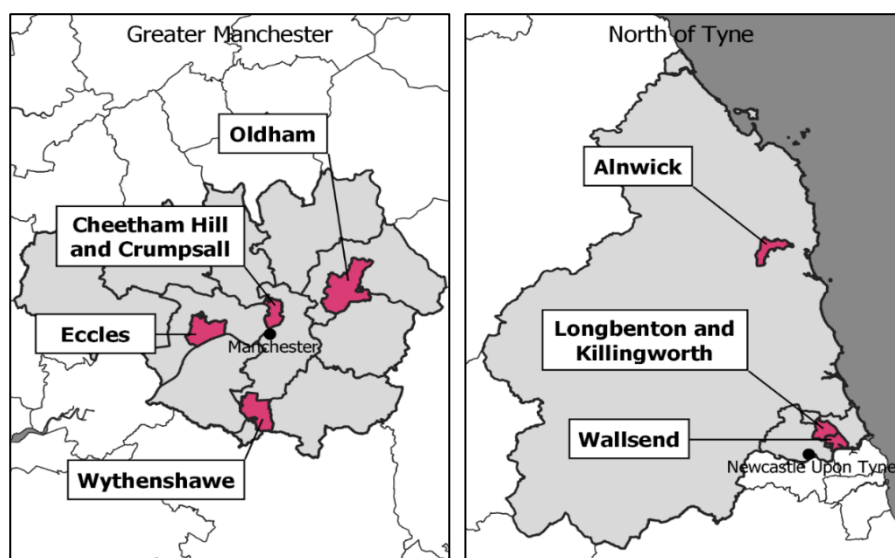 Greater Manchester
Oldham
Cheetham Hill
and Crumpsall
Eccles
Manchester
Wythenshawe
North of Tyne
Alnwick
Longbenton and
Killingworth
Wallsend
Newcastle Upon Tyne